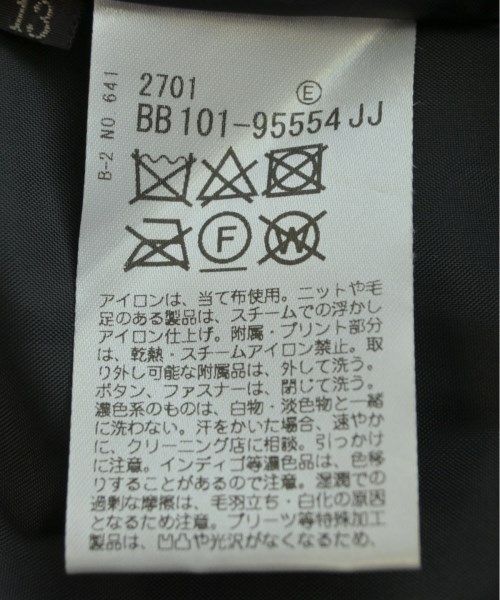 13
B-2 NO 641
2701
E
BB101-95554JJ
F
W
アイロンは、当て布使用。ニットや毛
足のある製品は、スチームでの浮かし
アイロン仕上げ。附属・プリント部分
は、乾熱・スチームアイロン禁止。取
り外し可能な附属品は、外して洗う。
ボタン、ファスナーは、閉じて洗う。
濃色系のものは、白物・淡色物と一緒
に洗わない。汗をかいた場合、速やか
に、クリーニング店に相談。引っかけ
に注意。インディゴ等濃色品は、色移
りすることがあるので注意。湿潤での
過剰な摩擦は、毛羽立ち・白化の原因
となるため注意。プリーツ等特殊加工
製品は、凹凸や光沢がなくなるため、